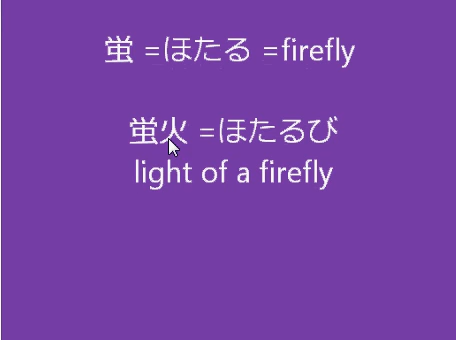 蛍 =ほたる =firefly
蛍火 =ほたるび
light of a firefly